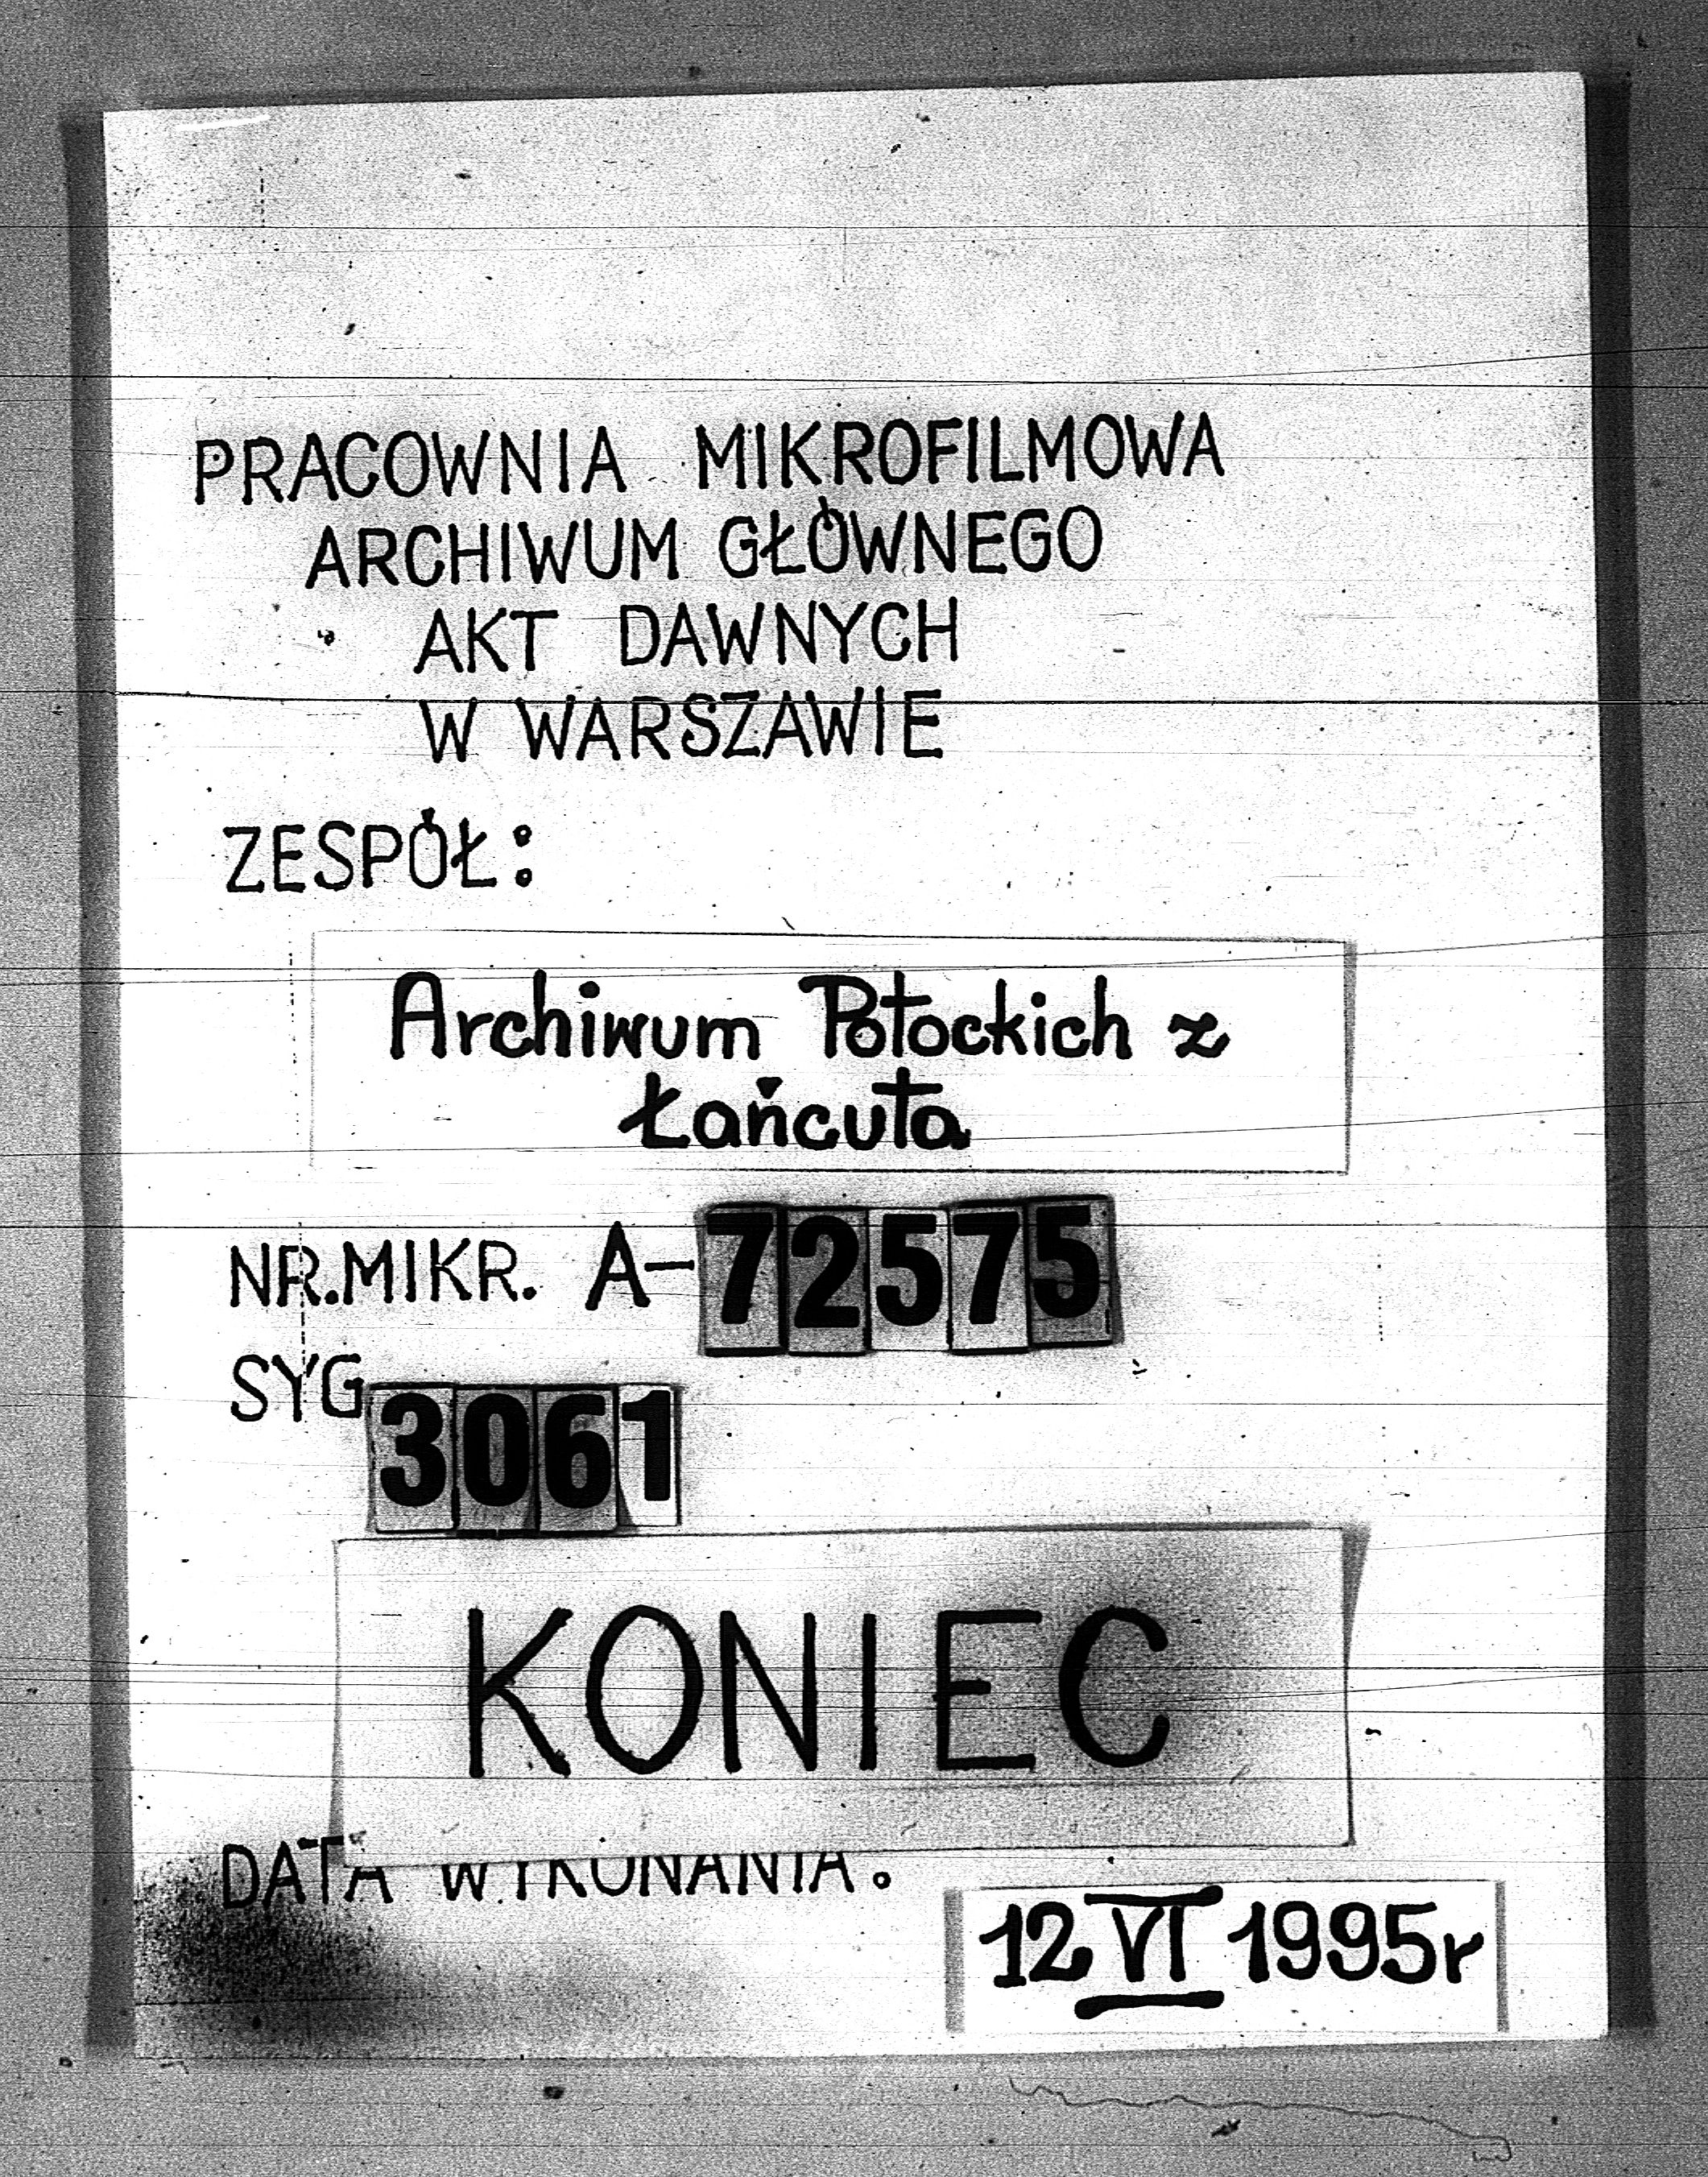 PRACOWNIA MIKROFILMOWA
ARCHIWUM GŁÓWNEGO
AKT DAWNYCH
W WARSZAWIE
ZESPÓŁ:
Archiwum Potockich z
Łańcuta
NR.MIKR. A-72575
SYG 3061
KONIEC
DATA WYKONANIA.
12 VI 1995r